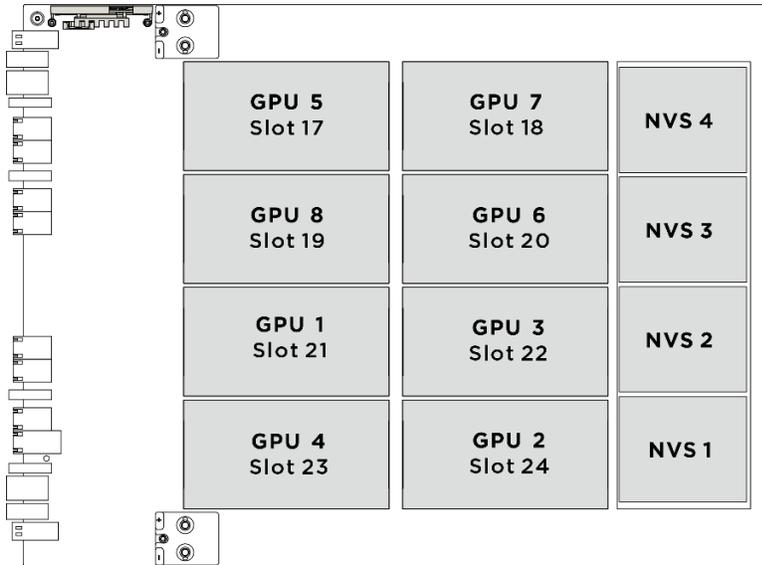 GPU 5
Slot 17
GPU 7
Slot 18
NVS 4
GPU 8
Slot 19
GPU 6
Slot 20
NVS 3
GPU 1
Slot 21
GPU 3
Slot 22
NVS 2
GPU 4
Slot 23
GPU 2
Slot 24
NVS 1